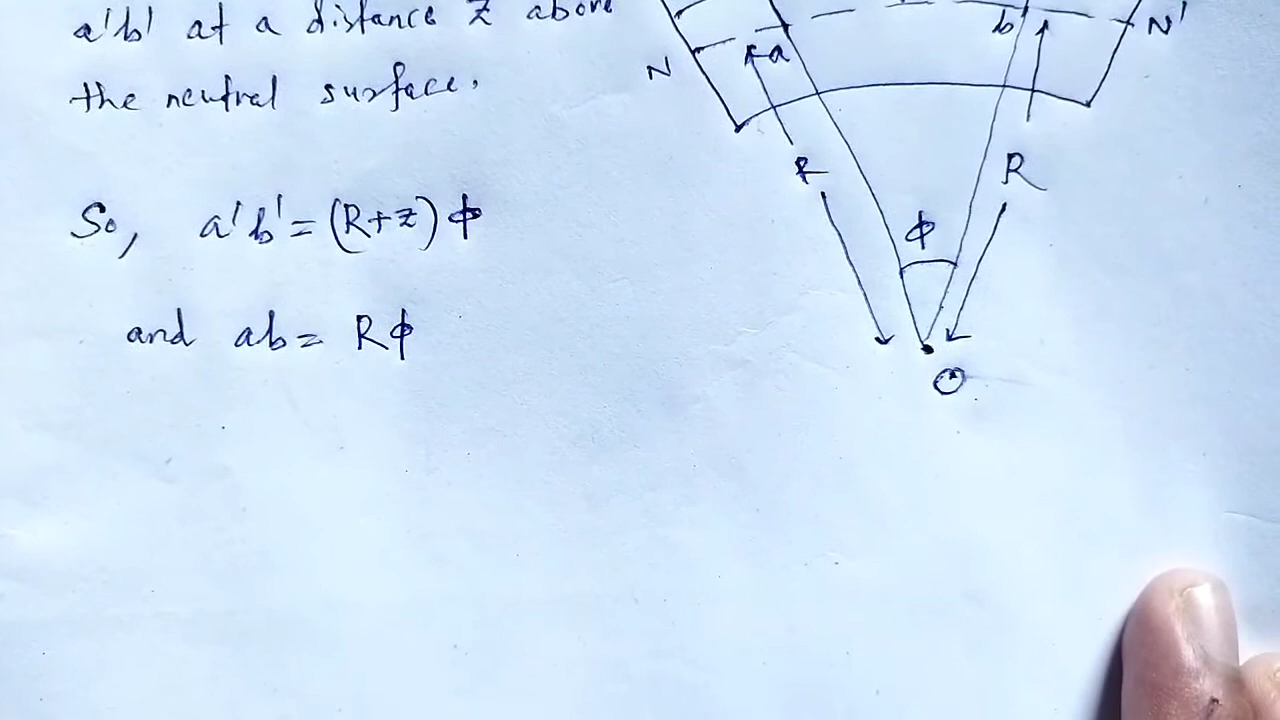 a'b' at a distance z above
the neutral surface.
So, a'b' = (R+z) ϕ
and ab = Rϕ
N
a
b
N'
R
R
ϕ
O